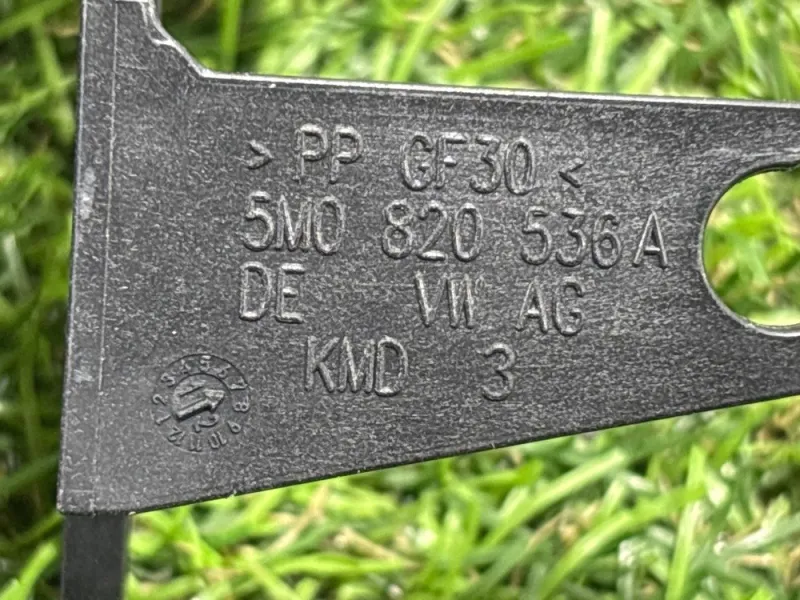 > PP GF30 <
5M0 820 536 A
DE VW AG
KMD 3